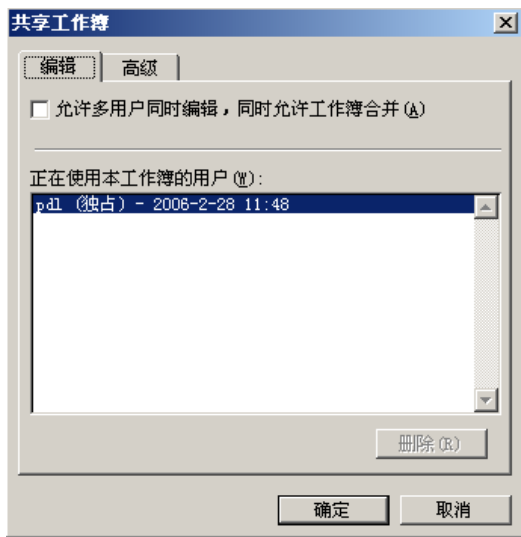 共享工作簿
编辑 高级
允许多用户同时编辑，同时允许工作簿合并(A)
正在使用本工作簿的用户(W):
pdl (独占) - 2006-2-28 11:48
删除(R)
确定 取消